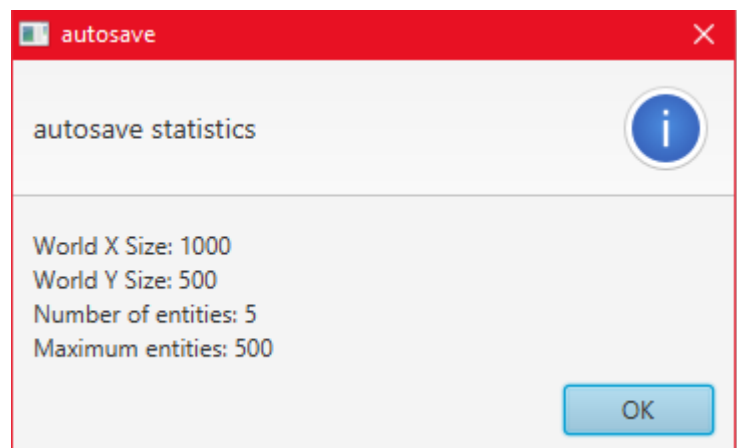 autosave
autosave statistics
World X Size: 1000
World Y Size: 500
Number of entities: 5
Maximum entities: 500
OK